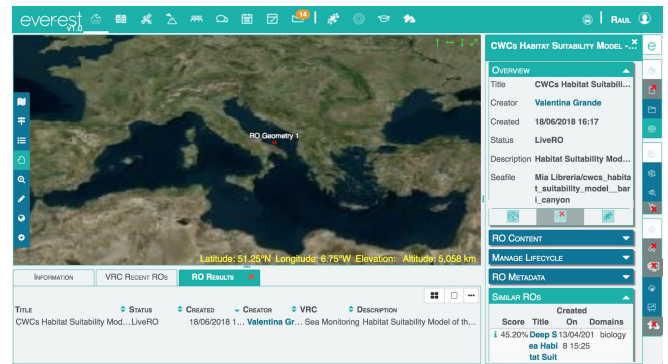 everest
v1.0
14
RAUL
RO Geometry 1
Latitude: 51.25°N Longitude: 6.75°W Elevation: Altitude: 5,058 km
INFORMATION
VRC RECENT ROS
RO RESULTS
TITLE STATUS CREATED CREATOR VRC DESCRIPTION
CWCs Habitat Suitability Mod... LiveRO 18/06/2018 1... Valentina Gr... Sea Monitoring Habitat Suitability Model of th...
CWCS HABITAT SUITABILITY MODEL -...
e
OVERVIEW
Title CWCs Habitat Suitabili...
Creator Valentina Grande
Created 18/06/2018 16:17
Status LiveRO
Description Habitat Suitability Mod...
Seafile Mia Libreria/cwcs_habita
t_suitability_model__bar
i_canyon
RO CONTENT
MANAGE LIFECYCLE
RO METADATA
SIMILAR ROS
Created
Score Title On Domains
45.20% Deep S 13/04/201 biology
ea Habi 8 15:25
tat Suit